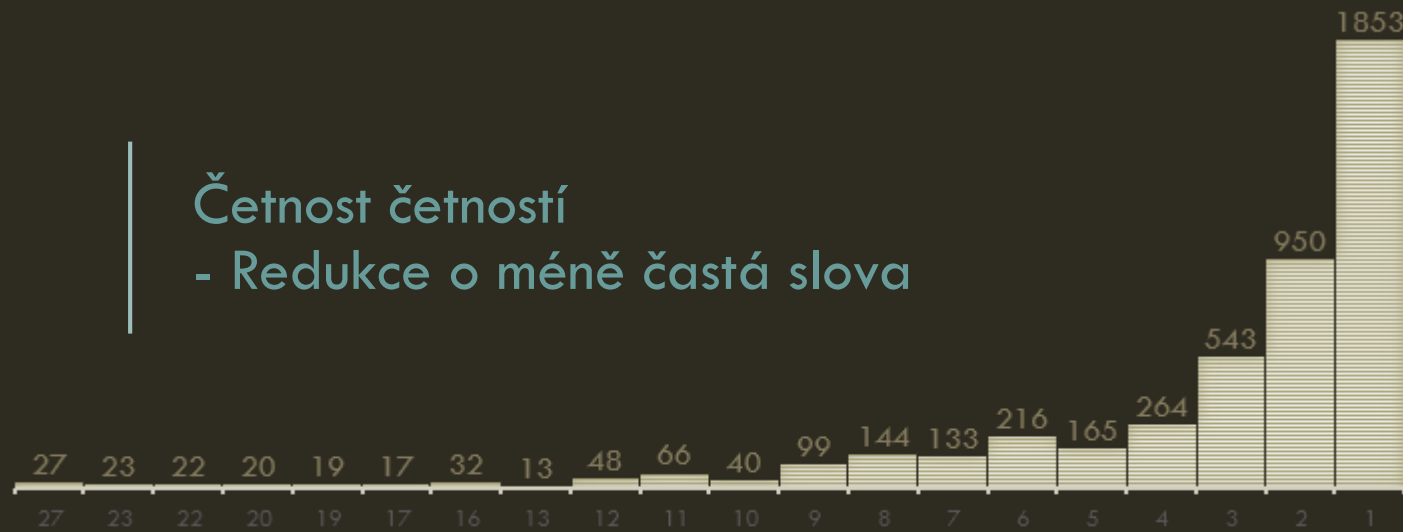 Četnost četností
- Redukce o méně častá slova
27 23 22 20 19 17 32 13 48 66 40 99 144 133 216 165 264 543 950 1853
27 23 22 20 19 17 16 13 12 11 10 9 8 7 6 5 4 3 2 1